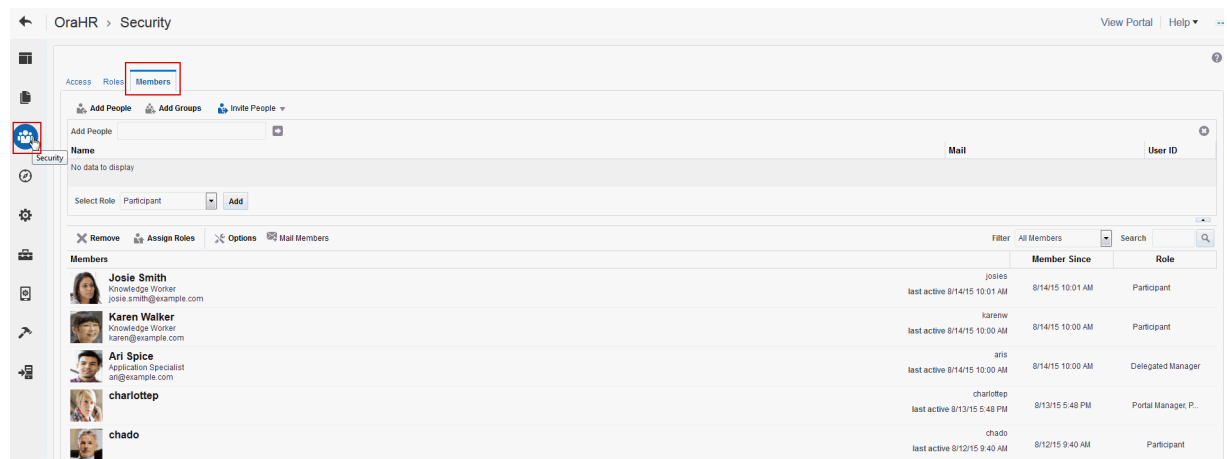 OraHR > Security
View Portal Help
Access Roles Members
Add People Add Groups Invite People
Add People
Name Mail User ID
Security
No data to display
Select Role Participant Add
Remove Assign Roles Options Mail Members Filter All Members Search
Members Member Since Role
Josie Smith josies
Knowledge Worker 8/14/15 10:01 AM Participant
josie.smith@example.com last active 8/14/15 10:01 AM
Karen Walker karenw
Knowledge Worker 8/14/15 10:00 AM Participant
karen@example.com last active 8/14/15 10:00 AM
Ari Spice aris
Application Specialist 8/14/15 10:00 AM Delegated Manager
ari@example.com last active 8/14/15 10:00 AM
charlottep charlottep
8/13/15 5:48 PM Portal Manager, P...
last active 8/13/15 5:48 PM
chado chado
8/12/15 9:40 AM Participant
last active 8/12/15 9:40 AM